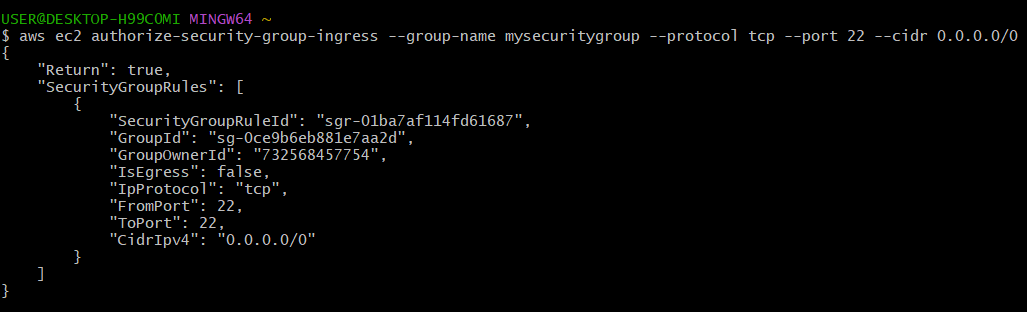 USER@DESKTOP-H99COMI MINGW64 ~
$ aws ec2 authorize-security-group-ingress --group-name mysecuritygroup --protocol tcp --port 22 --cidr 0.0.0.0/0
{
    "Return": true,
    "SecurityGroupRules": [
        {
            "SecurityGroupRuleId": "sgr-01ba7af114fd61687",
            "GroupId": "sg-0ce9b6eb881e7aa2d",
            "GroupOwnerId": "732568457754",
            "IsEgress": false,
            "IpProtocol": "tcp",
            "FromPort": 22,
            "ToPort": 22,
            "CidrIpv4": "0.0.0.0/0"
        }
    ]
}